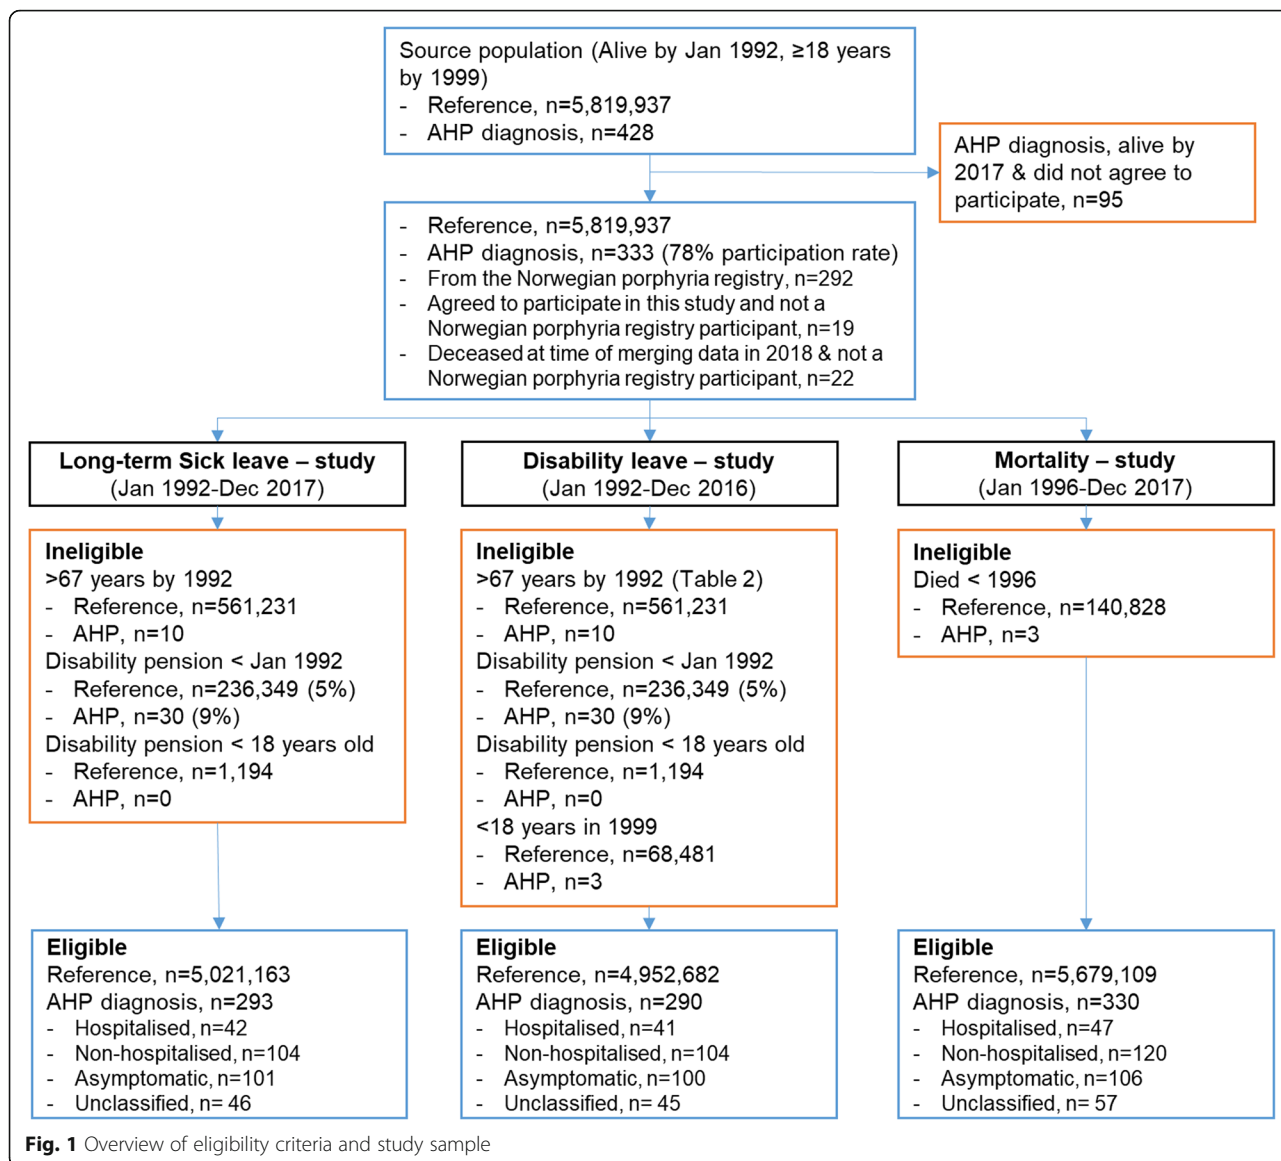 Source population (Alive by Jan 1992, ≥18 years
by 1999)
- Reference, n=5,819,937
- AHP diagnosis, n=428
AHP diagnosis, alive by
2017 & did not agree to
participate, n=95
- Reference, n=5,819,937
- AHP diagnosis, n=333 (78% participation rate)
- From the Norwegian porphyria registry, n=292
- Agreed to participate in this study and not a
Norwegian porphyria registry participant, n=19
- Deceased at time of merging data in 2018 & not a
Norwegian porphyria registry participant, n=22
Long-term Sick leave – study
(Jan 1992-Dec 2017)
Ineligible
>67 years by 1992
- Reference, n=561,231
- AHP, n=10
Disability pension < Jan 1992
- Reference, n=236,349 (5%)
- AHP, n=30 (9%)
Disability pension < 18 years old
- Reference, n=1,194
- AHP, n=0
Eligible
Reference, n=5,021,163
AHP diagnosis, n=293
- Hospitalised, n=42
- Non-hospitalised, n=104
- Asymptomatic, n=101
- Unclassified, n= 46
Disability leave – study
(Jan 1992-Dec 2016)
Ineligible
>67 years by 1992 (Table 2)
- Reference, n=561,231
- AHP, n=10
Disability pension < Jan 1992
- Reference, n=236,349 (5%)
- AHP, n=30 (9%)
Disability pension < 18 years old
- Reference, n=1,194
- AHP, n=0
<18 years in 1999
- Reference, n=68,481
- AHP, n=3
Eligible
Reference, n=4,952,682
AHP diagnosis, n=290
- Hospitalised, n=41
- Non-hospitalised, n=104
- Asymptomatic, n=100
- Unclassified, n= 45
Mortality – study
(Jan 1996-Dec 2017)
Ineligible
Died < 1996
- Reference, n=140,828
- AHP, n=3
Eligible
Reference, n=5,679,109
AHP diagnosis, n=330
- Hospitalised, n=47
- Non-hospitalised, n=120
- Asymptomatic, n=106
- Unclassified, n= 57
Fig. 1 Overview of eligibility criteria and study sample